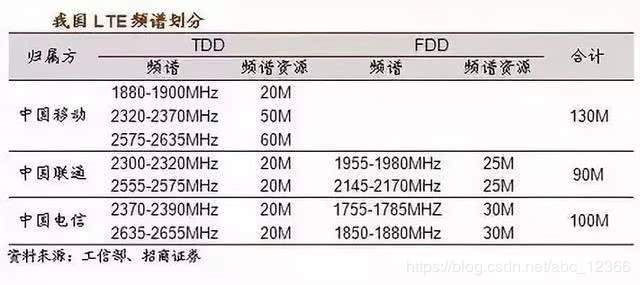 我国LTE频谱划分
归属方 TDD FDD 合计
频谱 频谱资源 频谱 频谱资源
中国移动 1880-1900MHz 20M 130M
2320-2370MHz 50M
2575-2635MHz 60M
中国联通 2300-2320MHz 20M 1955-1980MHz 25M 90M
2555-2575MHz 20M 2145-2170MHz 25M
中国电信 2370-2390MHz 20M 1755-1785MHZ 30M 100M
2635-2655MHz 20M 1850-1880MHz 30M
资料来源：工信部、招商证券
https://blog.csdn.net/abc_12366